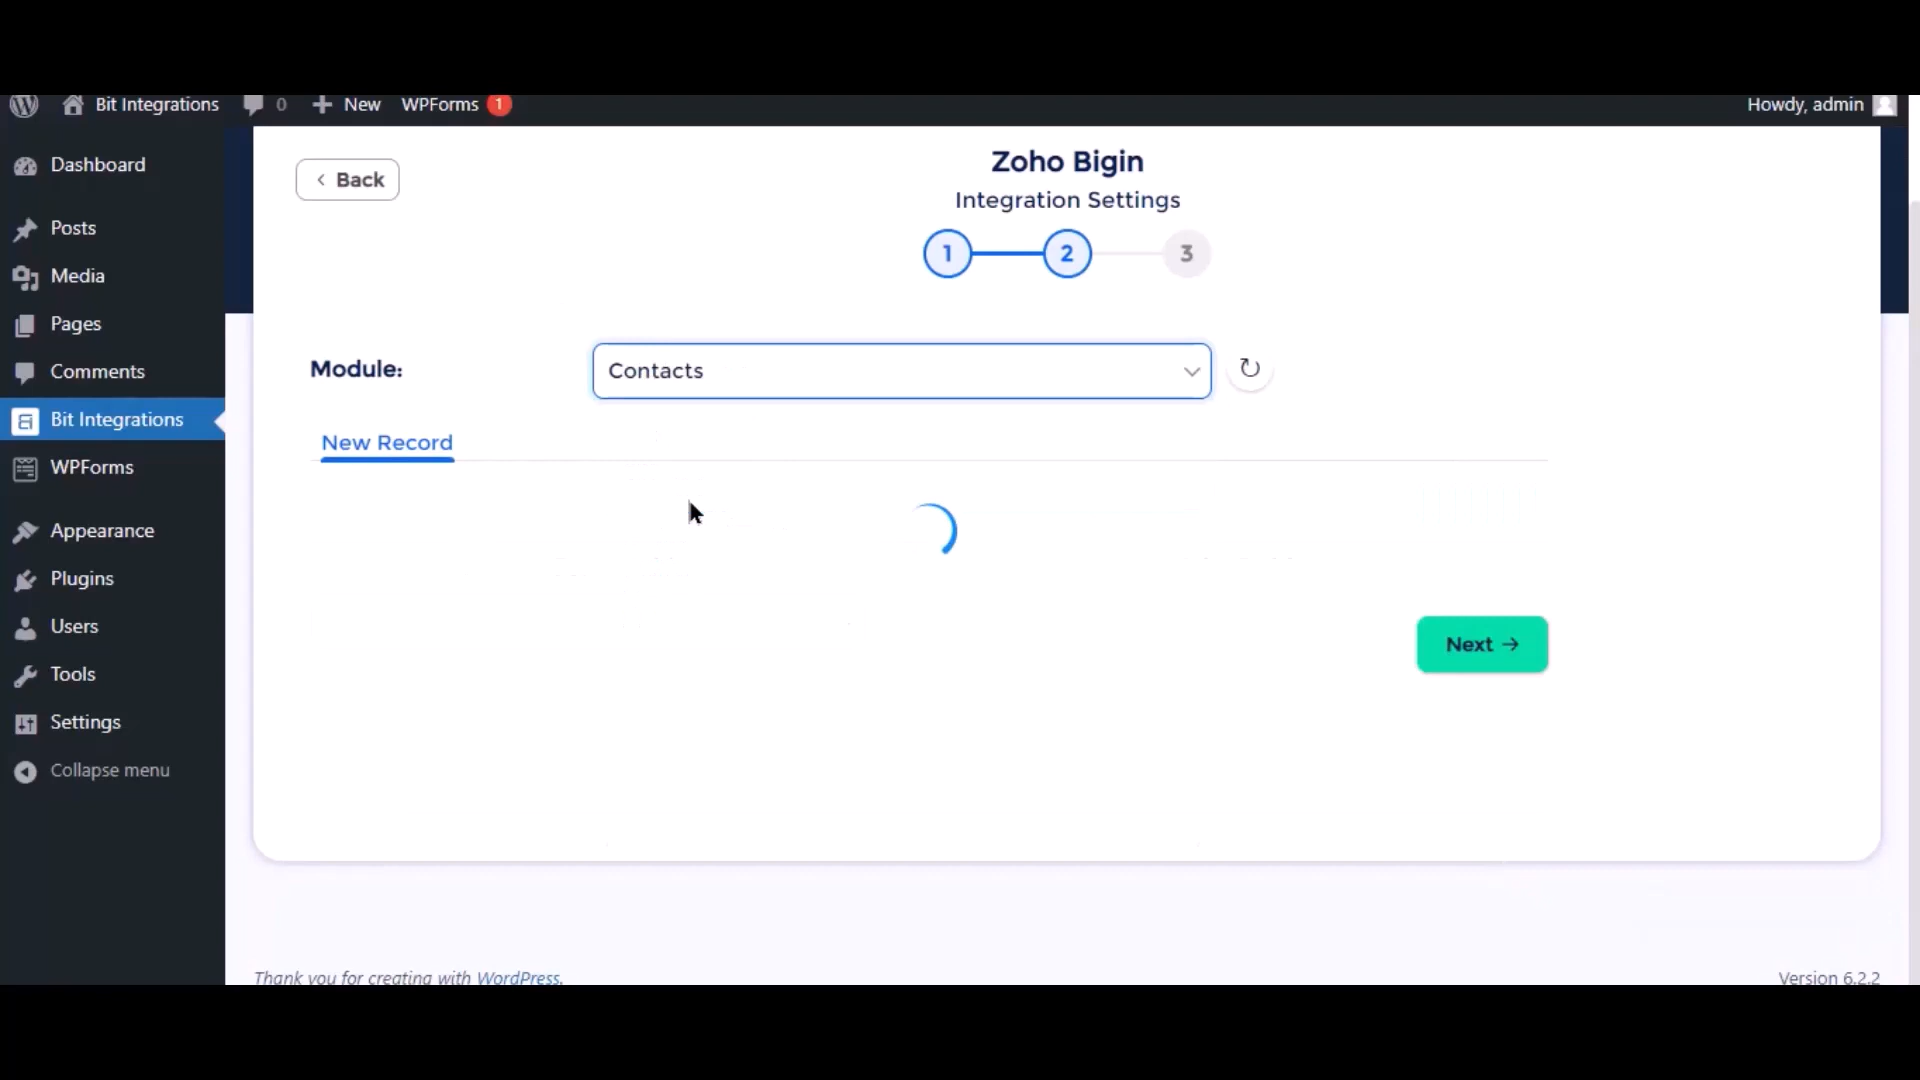 Bit Integrations 0 New WPForms 1 Howdy, admin
Dashboard
Posts
Media
Pages
Comments
Bit Integrations
WPForms
Appearance
Plugins
Users
Tools
Settings
Collapse menu
Back
Zoho Bigin
Integration Settings
1 2 3
Module: Contacts
New Record
Next
Thank you for creating with WordPress.
Version 6.2.2